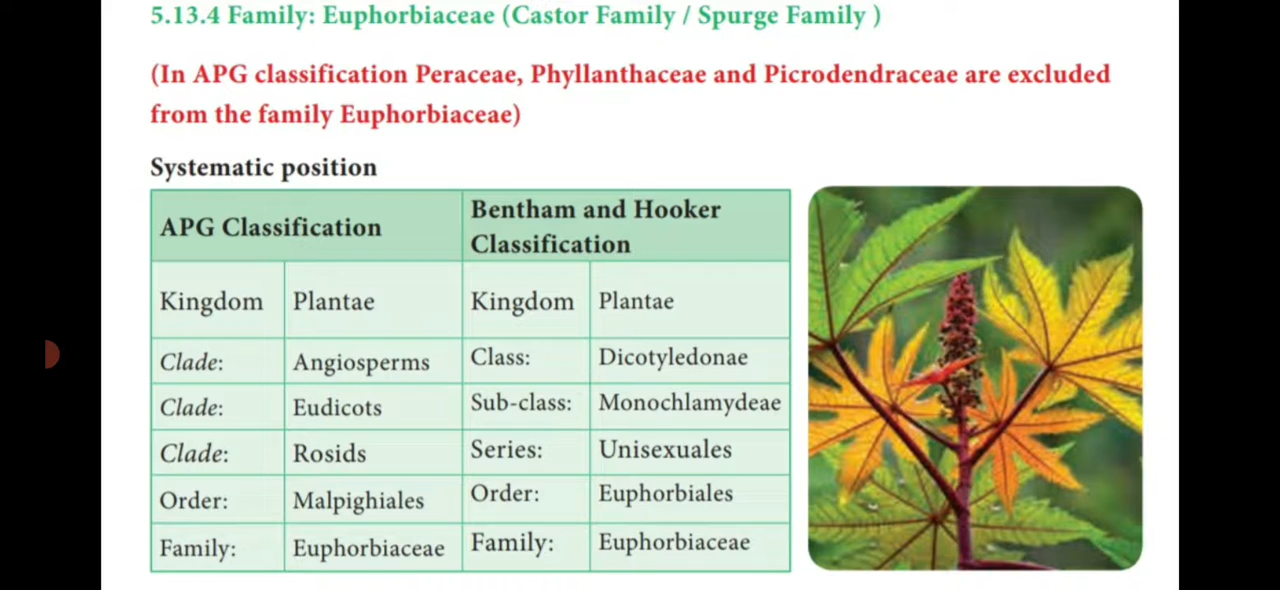 5.13.4 Family: Euphorbiaceae (Castor Family / Spurge Family )
(In APG classification Peraceae, Phyllanthaceae and Picrodendraceae are excluded
from the family Euphorbiaceae)
Systematic position
APG Classification
Bentham and Hooker
Classification
Kingdom Plantae Kingdom Plantae
Clade: Angiosperms Class: Dicotyledonae
Clade: Eudicots Sub-class: Monochlamydeae
Clade: Rosids Series: Unisexuales
Order: Malpighiales Order: Euphorbiales
Family: Euphorbiaceae Family: Euphorbiaceae